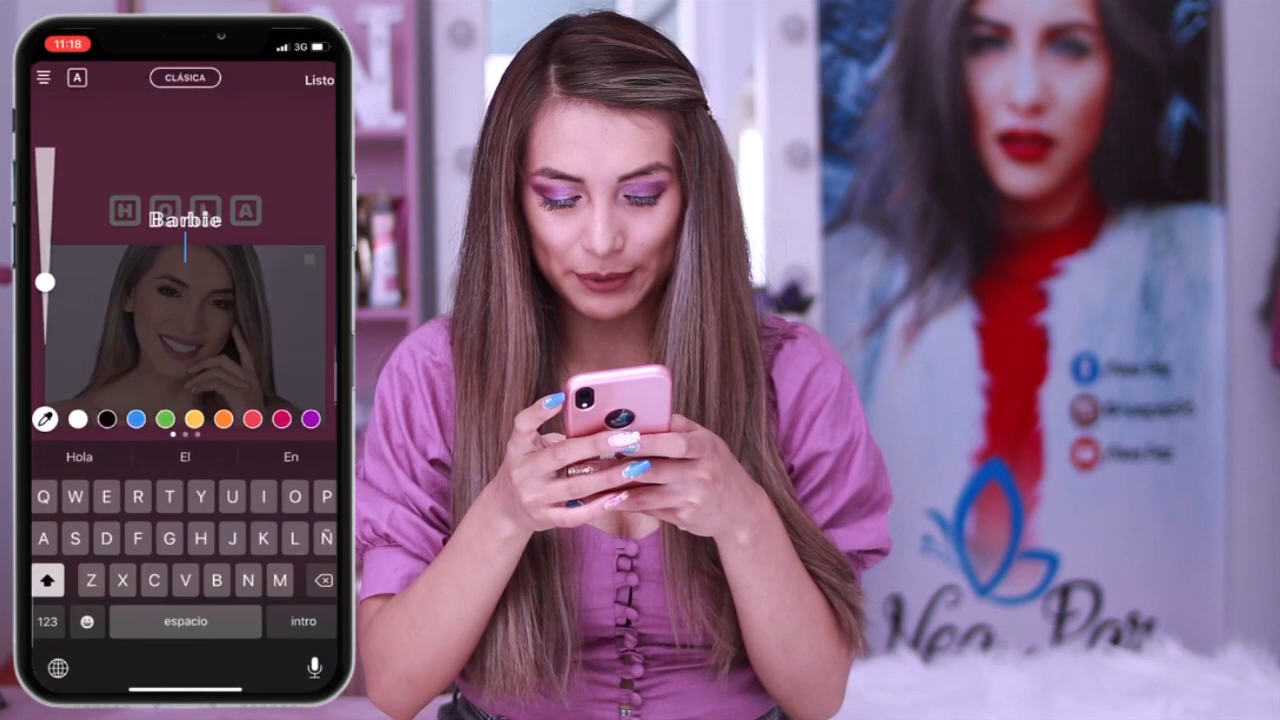 11:18
3G
A
CLÁSICA
Listo
HOLA
Barbie
Hola El En
Q W E R T Y U I O P
A S D F G H J K L Ñ
Z X C V B N M
123 espacio intro